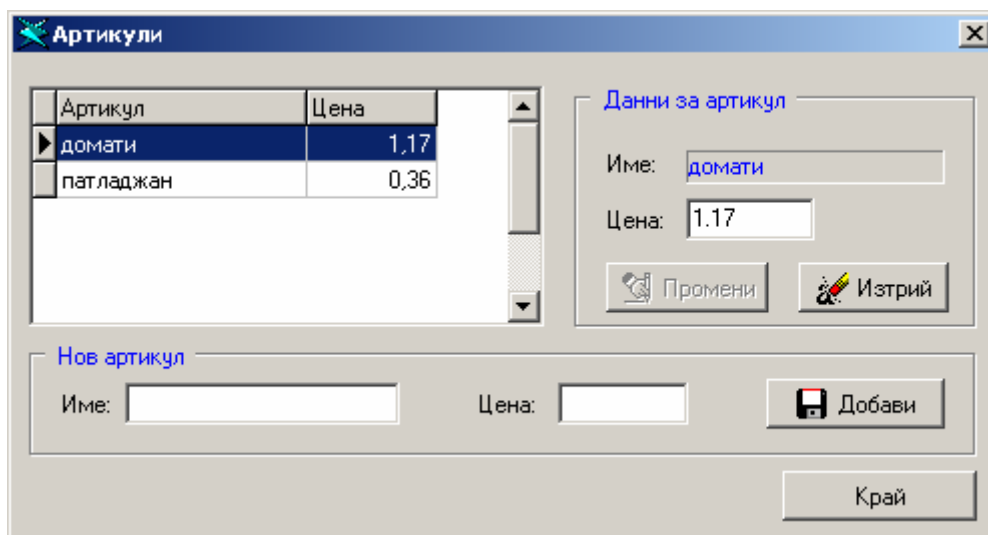 Артикули
Артикул Цена
домати 1,17
патладжан 0,36
Данни за артикул
Име: домати
Цена: 1.17
Промени Изтрий
Нов артикул
Име: Цена: Добави
Край